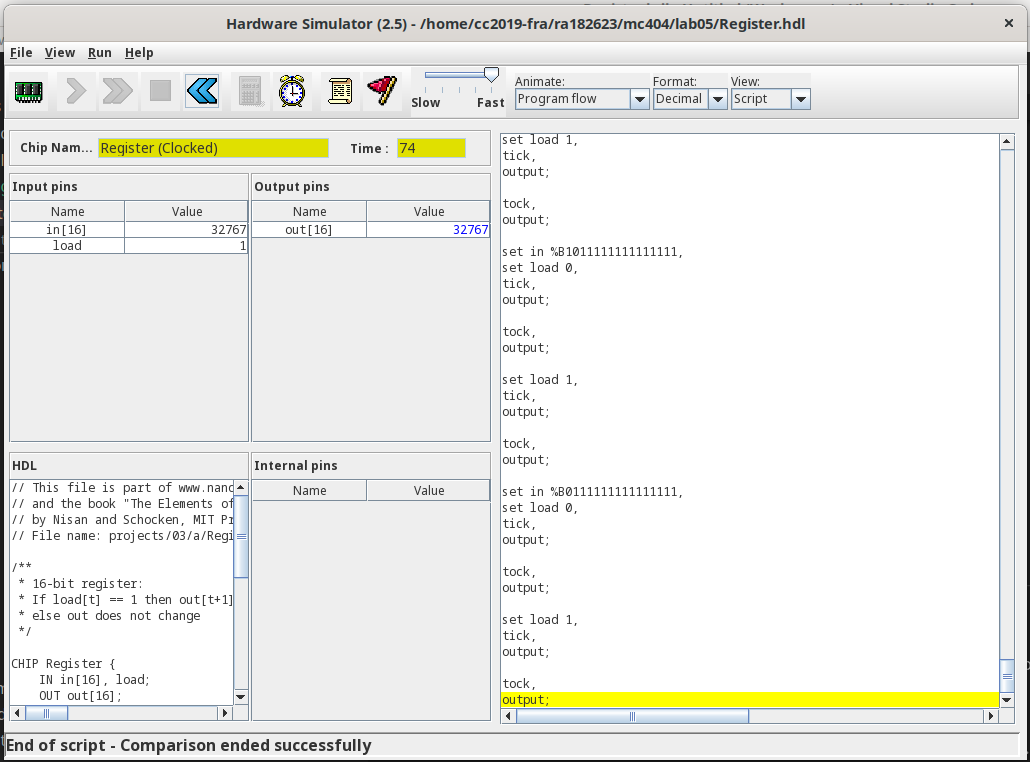 Hardware Simulator (2.5) - /home/cc2019-fra/ra182623/mc404/lab05/Register.hdl
File View Run Help
Slow Fast
Animate: Format: View:
Program flow Decimal Script
Chip Nam... Register (Clocked) Time : 74
Input pins
Name Value
in[16] 32767
load 1
Output pins
Name Value
out[16] 32767
HDL
// This file is part of www.nand
// and the book "The Elements of
// by Nisan and Schocken, MIT Pr
// File name: projects/03/a/Regi
/**
* 16-bit register:
* If load[t] == 1 then out[t+1]
* else out does not change
*/
CHIP Register {
IN in[16], load;
OUT out[16];
Internal pins
Name Value
set load 1,
tick,
output;
tock,
output;
set in %B1011111111111111,
set load 0,
tick,
output;
tock,
output;
set load 1,
tick,
output;
tock,
output;
set in %B0111111111111111,
set load 0,
tick,
output;
tock,
output;
set load 1,
tick,
output;
tock,
output;
End of script - Comparison ended successfully